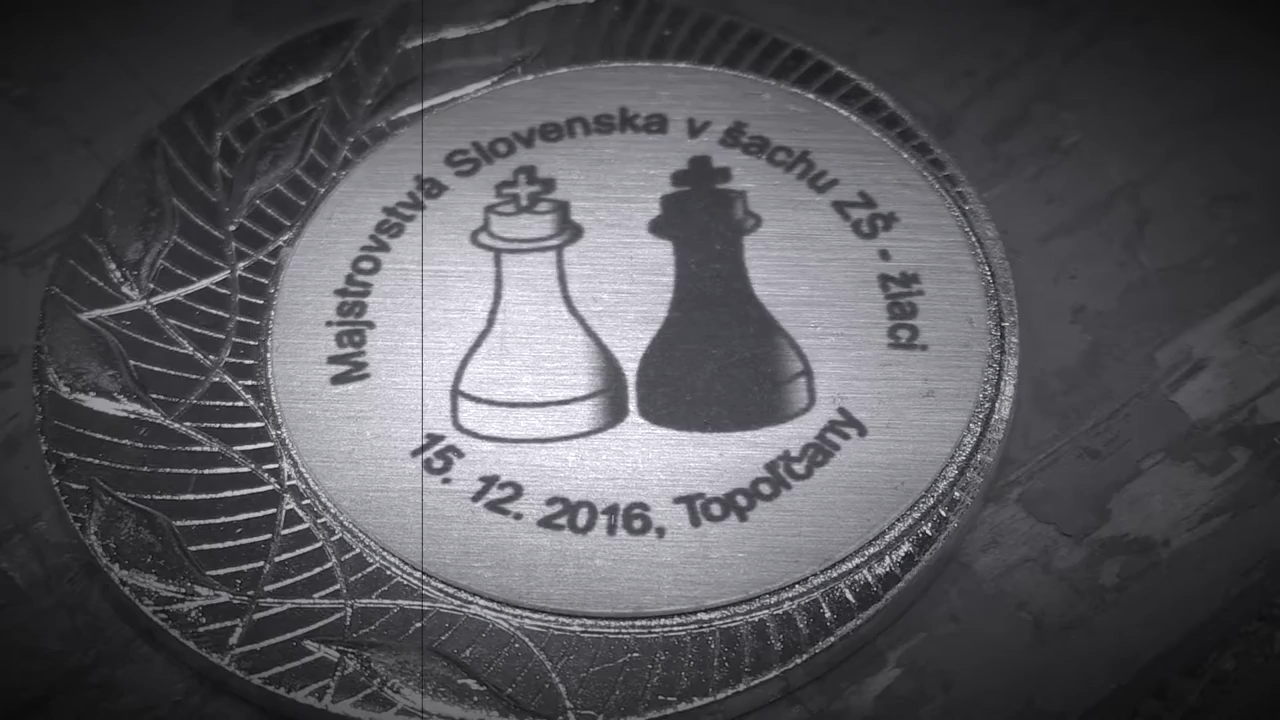 Majstrovstvá Slovenska v šachu ZŠ - žiaci
15. 12. 2016, Topoľčany